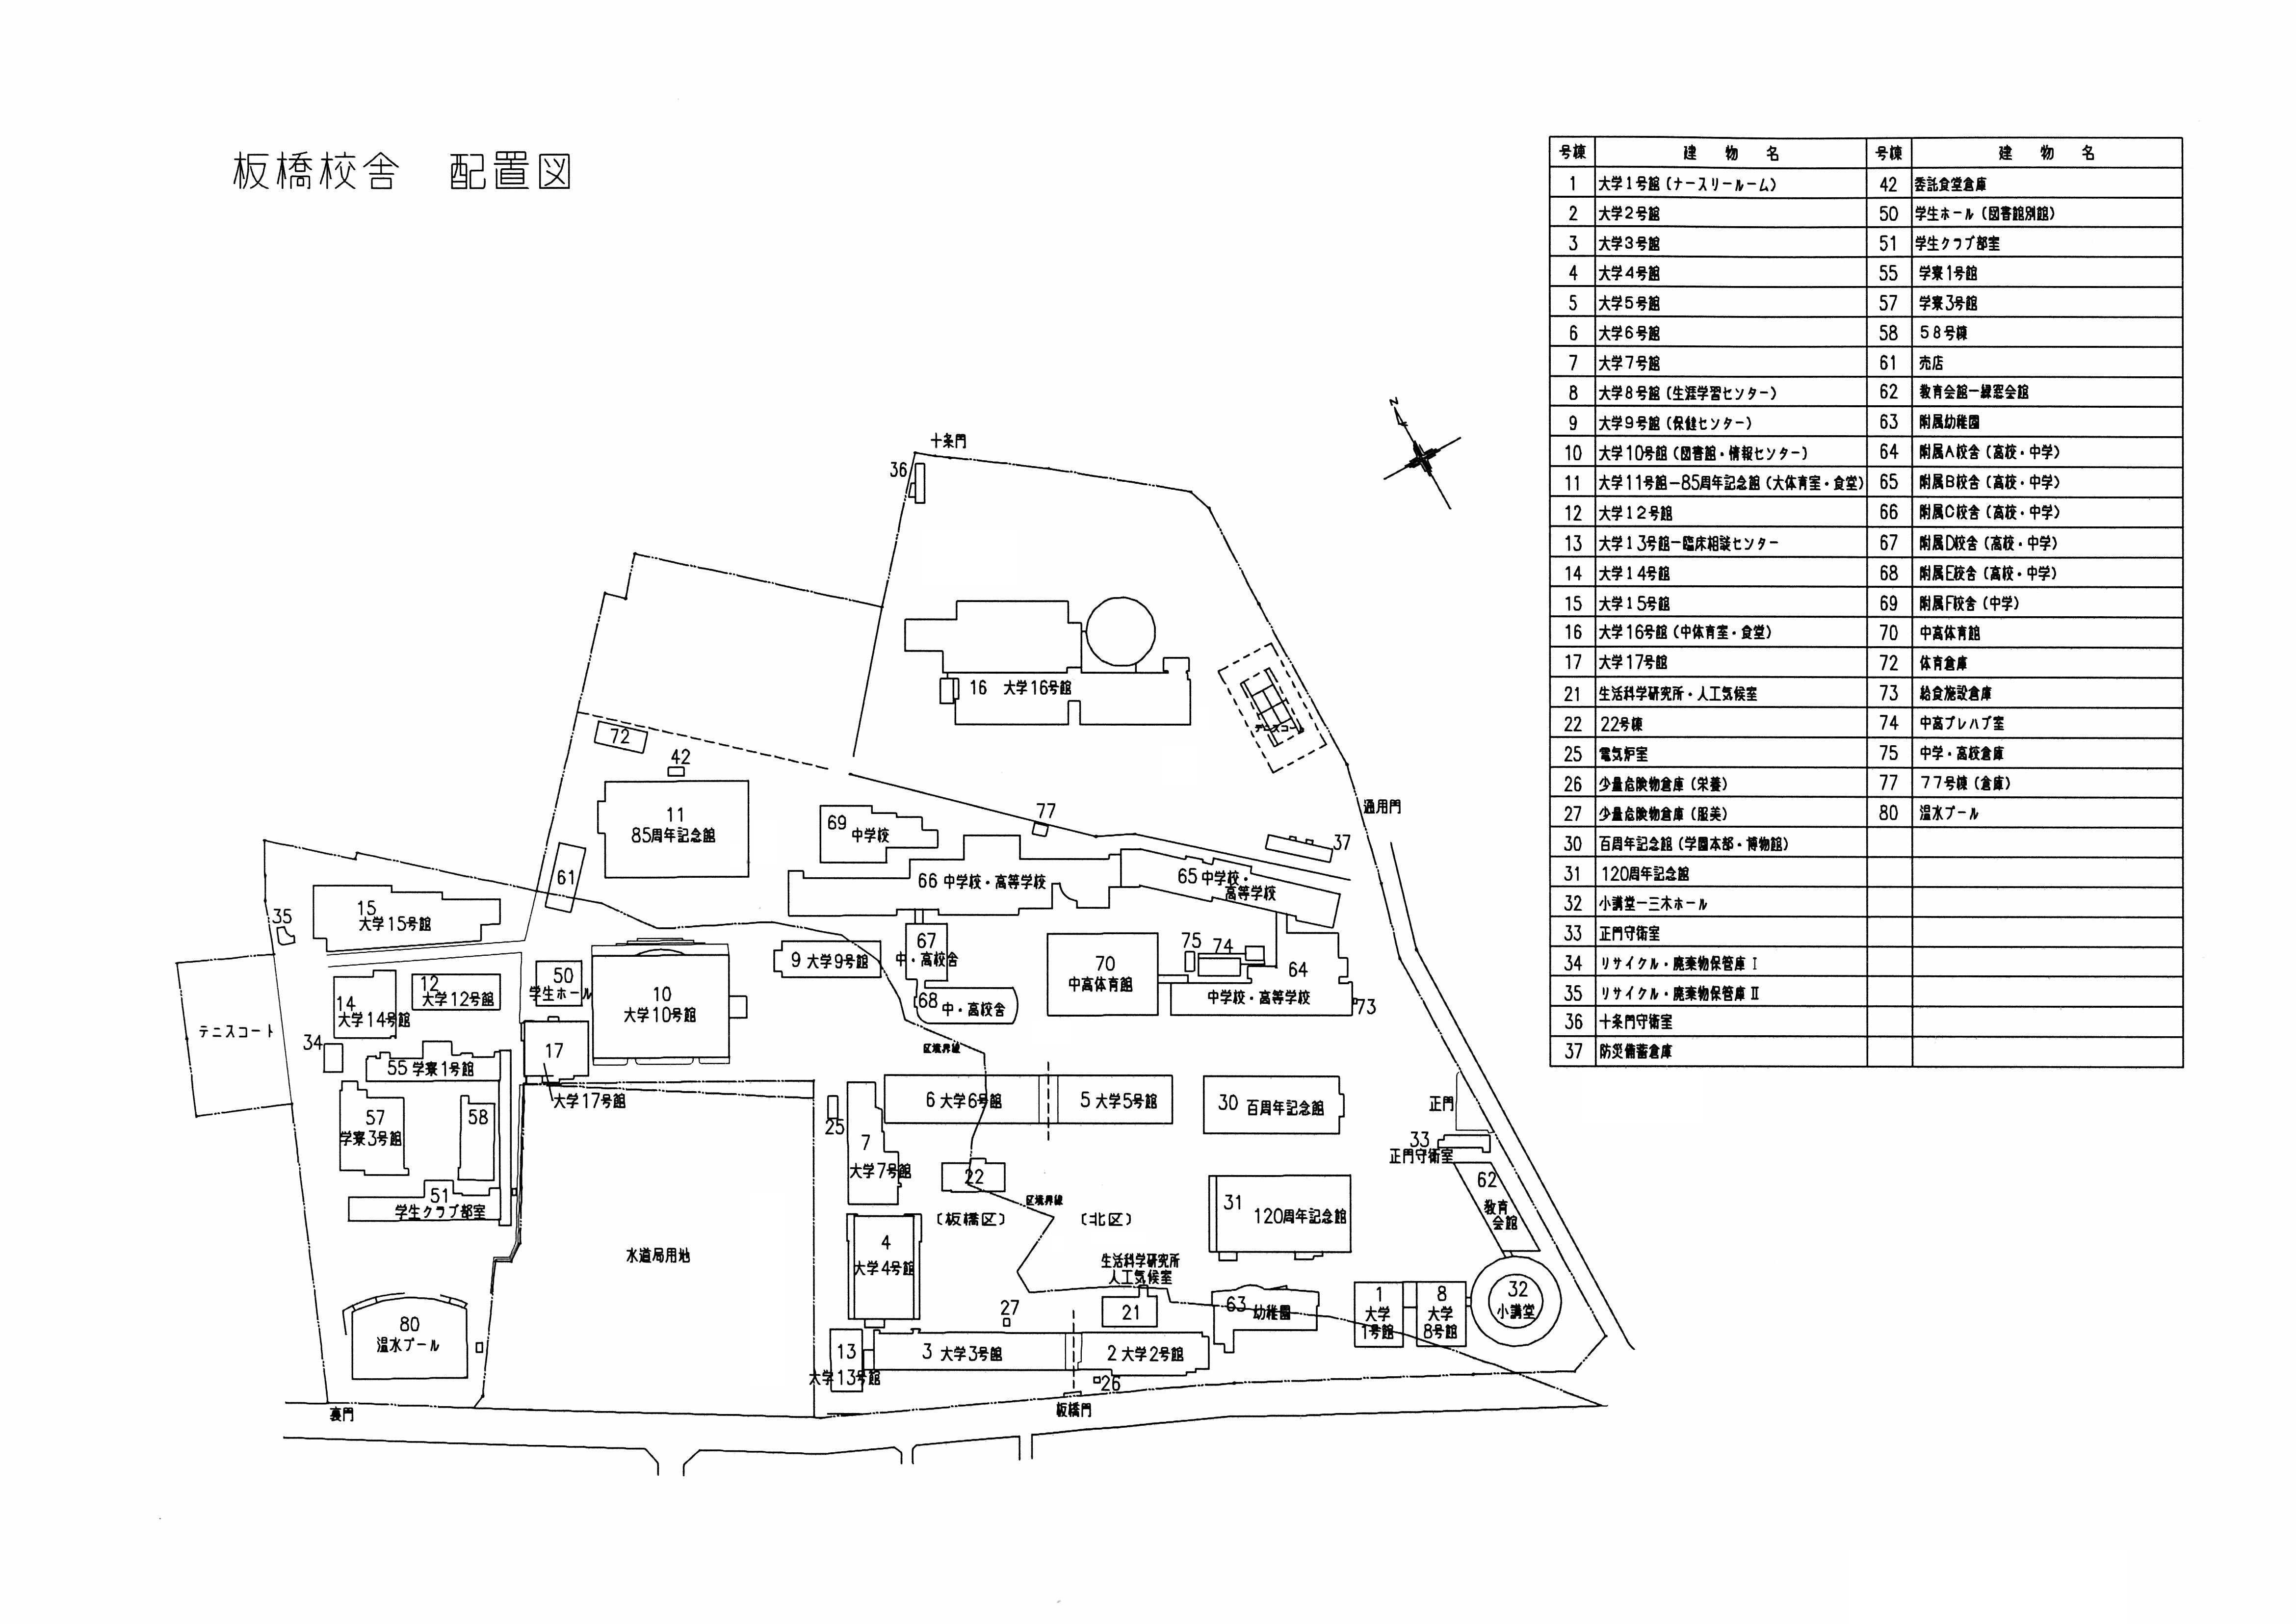 板橋校舎　配置図
号棟 建　物　名 号棟 建　物　名
1 大学1号館（ナースリールーム） 42 委託食堂倉庫
2 大学2号館 50 学生ホール（図書館別館）
3 大学3号館 51 学生クラブ部室
4 大学4号館 55 学寮1号館
5 大学5号館 57 学寮3号館
6 大学6号館 58 58号棟
7 大学7号館 61 売店
8 大学8号館（生涯学習センター） 62 教育会館－緑窓会館
9 大学9号館（保健センター） 63 附属幼稚園
10 大学10号館（図書館・情報センター） 64 附属A校舎（高校・中学）
11 大学11号館－85周年記念館（大体育室・食堂） 65 附属B校舎（高校・中学）
12 大学12号館 66 附属C校舎（高校・中学）
13 大学13号館－臨床相談センター 67 附属D校舎（高校・中学）
14 大学14号館 68 附属E校舎（高校・中学）
15 大学15号館 69 附属F校舎（中学）
16 大学16号館（中体育室・食堂） 70 中高体育館
17 大学17号館 72 体育倉庫
21 生活科学研究所・人工気候室 73 給食施設倉庫
22 22号棟 74 中高プレハブ室
25 電気炉室 75 中学・高校倉庫
26 少量危険物倉庫（栄養） 77 77号棟（倉庫）
27 少量危険物倉庫（服美） 80 温水プール
30 百周年記念館（学園本部・博物館）
31 120周年記念館
32 小講堂－三木ホール
33 正門守衛室
34 リサイクル・廃棄物保管庫Ⅰ
35 リサイクル・廃棄物保管庫Ⅱ
36 十条門守衛室
37 防災備蓄倉庫
N
十条門
36
16 大学16号館
テニスコート
72
42
11
85周年記念館
69 中学校
77
通用門
37
61
66 中学校・高等学校
65 中学校・
高等学校
15
大学15号館
35
67
中・高校舎
9 大学9号館
75 74
70
中高体育館
64
中学校・高等学校
73
12
大学12号館
50
学生ホール
10
大学10号館
68 中・高校舎
14
大学14号館
テニスコート
34
17
大学17号館
区境界線
55 学寮1号館
57
学寮3号館
58
25
6 大学6号館
5 大学5号館
30 百周年記念館
正門
33
正門守衛室
7
大学7号館
22
区境界線
62
教育
会館
51
学生クラブ部室
31
120周年記念館
（板橋区）
（北区）
水道局用地
4
大学4号館
生活科学研究所
人工気候室
21
27
63 幼稚園
1
大学
1号館
8
大学
8号館
32
小講堂
80
温水プール
13
大学13号館
3 大学3号館
2 大学2号館
26
裏門
板橋門